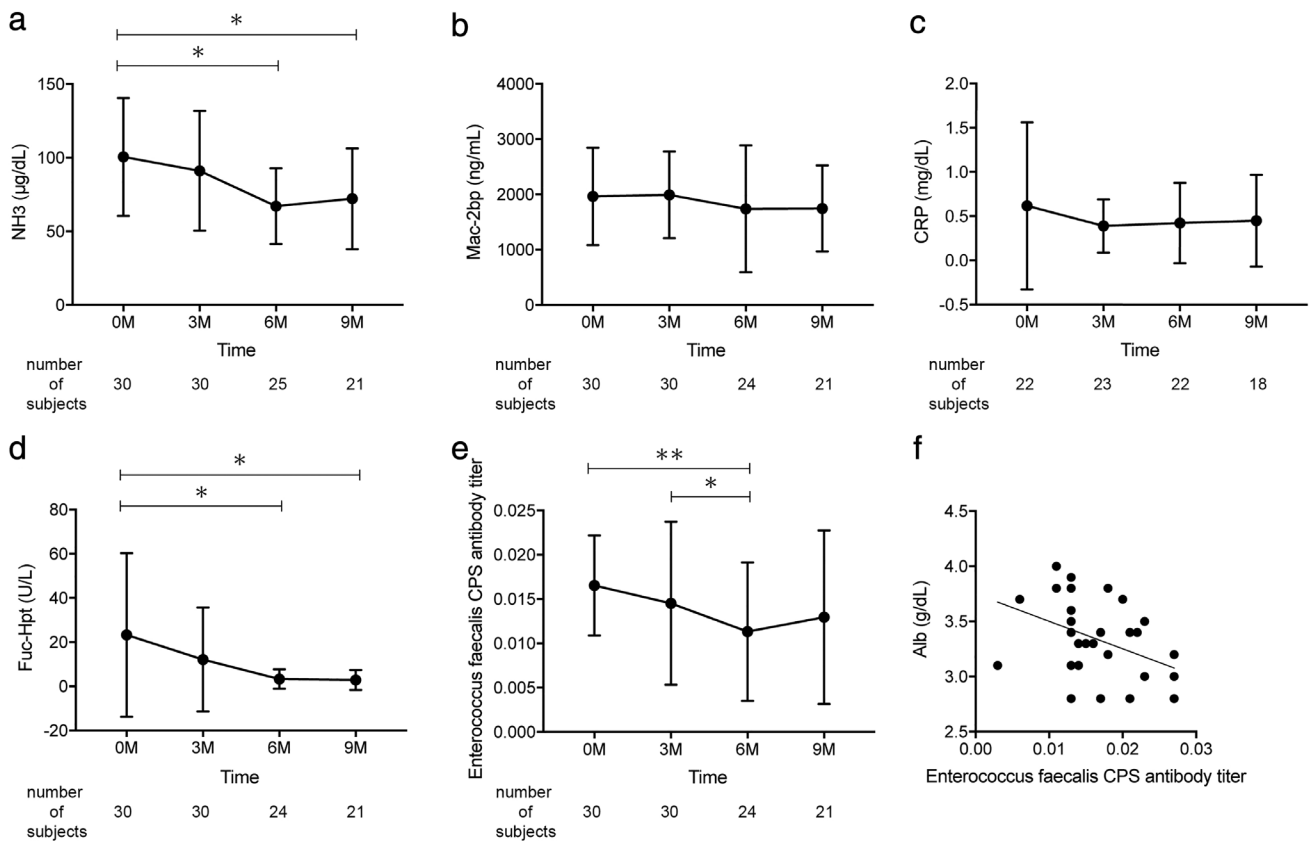 a
*
*
150
100
50
0
NH3 (µg/dL)
0M 3M 6M 9M
Time
number
of
subjects
30 30 25 21
b
4000
3000
2000
1000
0
Mac-2bp (ng/mL)
0M 3M 6M 9M
Time
number
of
subjects
30 30 24 21
c
2.0
1.5
1.0
0.5
0.0
-0.5
CRP (mg/dL)
0M 3M 6M 9M
Time
number
of
subjects
22 23 22 18
d
*
*
80
60
40
20
0
-20
Fuc-Hpt (U/L)
0M 3M 6M 9M
Time
number
of
subjects
30 30 24 21
e
**
*
0.025
0.020
0.015
0.010
0.005
0.000
Enterococcus faecalis CPS antibody titer
0M 3M 6M 9M
Time
number
of
subjects
30 30 24 21
f
4.5
4.0
3.5
3.0
2.5
Alb (g/dL)
0.00 0.01 0.02 0.03
Enterococcus faecalis CPS antibody titer